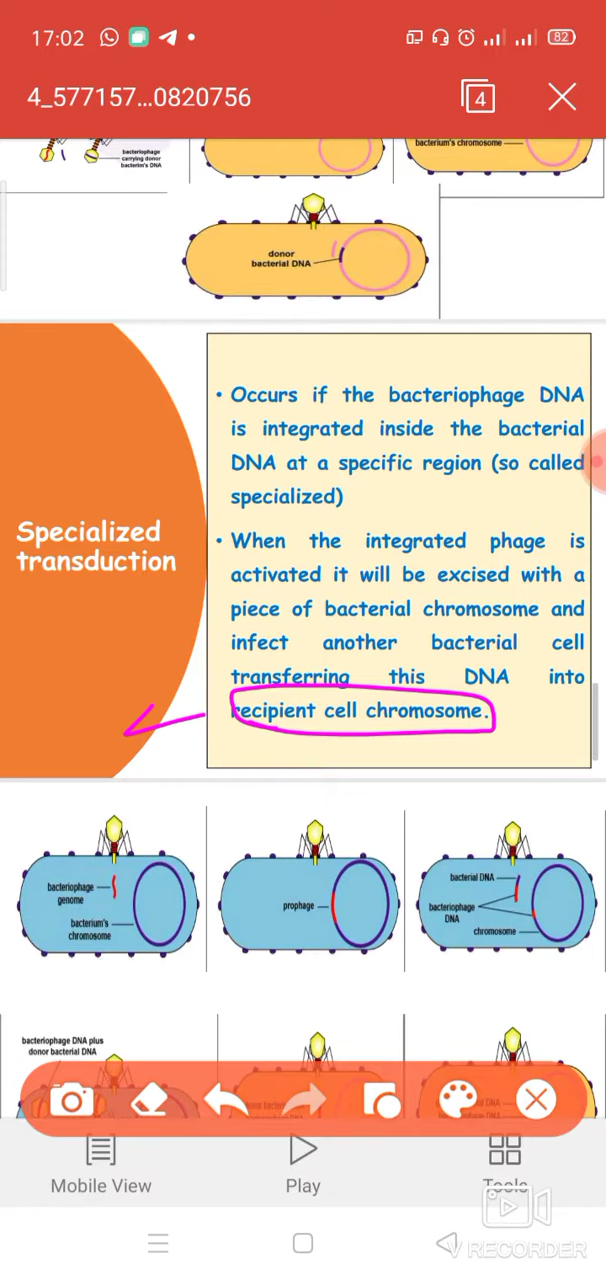 17:02
82
4_577157...0820756
4
bacteriophage
carrying donor
bacterium's DNA
bacterium's chromosome
donor
bacterial DNA
Specialized
transduction
• Occurs if the bacteriophage DNA
is integrated inside the bacterial
DNA at a specific region (so called
specialized)
• When the integrated phage is
activated it will be excised with a
piece of bacterial chromosome and
infect another bacterial cell
transferring this DNA into
recipient cell chromosome.
bacteriophage
genome
bacterium's
chromosome
prophage
bacterial DNA
bacteriophage
DNA
chromosome
bacteriophage DNA plus
donor bacterial DNA
Mobile View
Play
Tools
V RECORDER